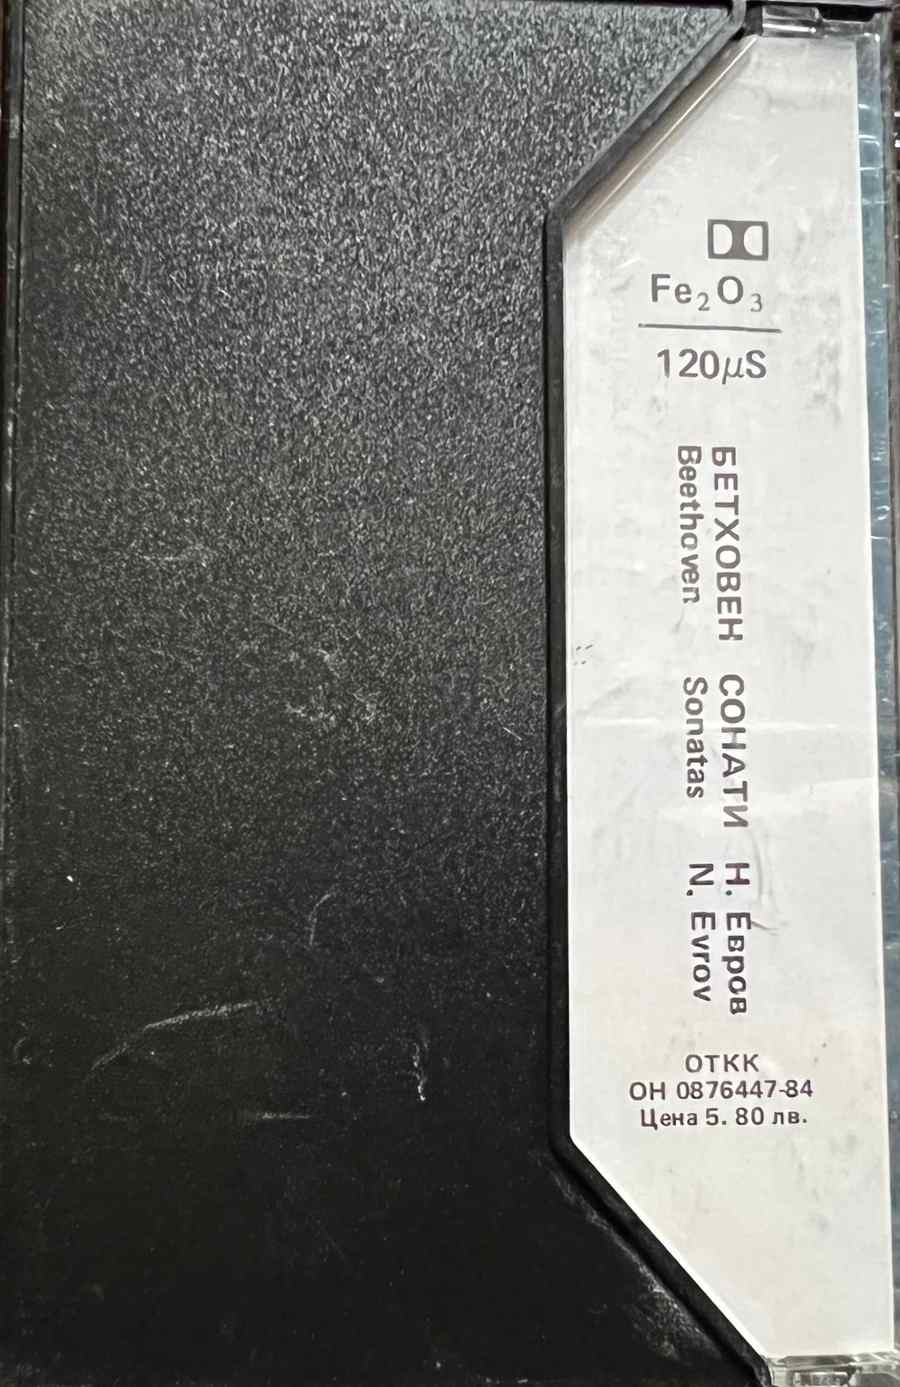 Fe₂O₃
120μS
БЕТХОВЕН СОНАТИ Н. Евров
Beethoven Sonatas N. Evrov
ОТКК
ОН 0876447-84
Цена 5. 80 лв.